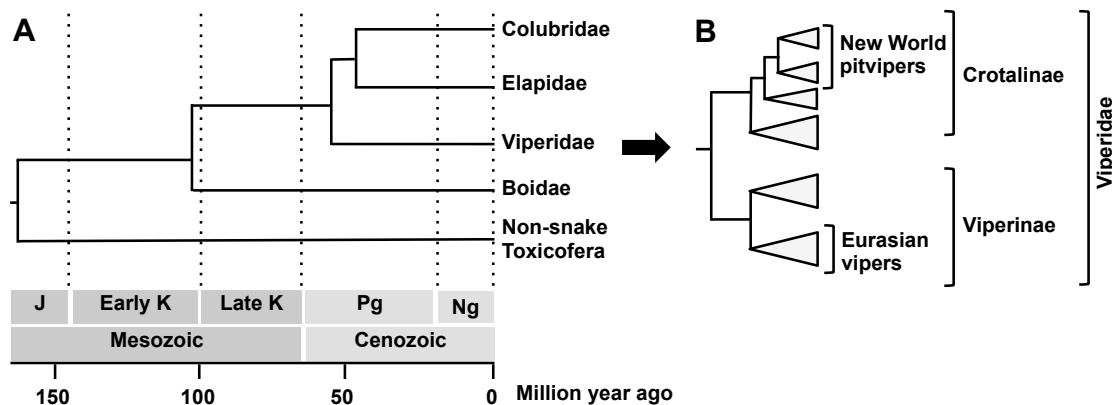 A
Colubridae
Elapidae
Viperidae
Boidae
Non-snake
Toxicofera
J
Early K
Late K
Pg
Ng
Mesozoic
Cenozoic
150
100
50
0
Million year ago
B
New World
pitvipers
Crotalinae
Eurasian
vipers
Viperinae
Viperidae